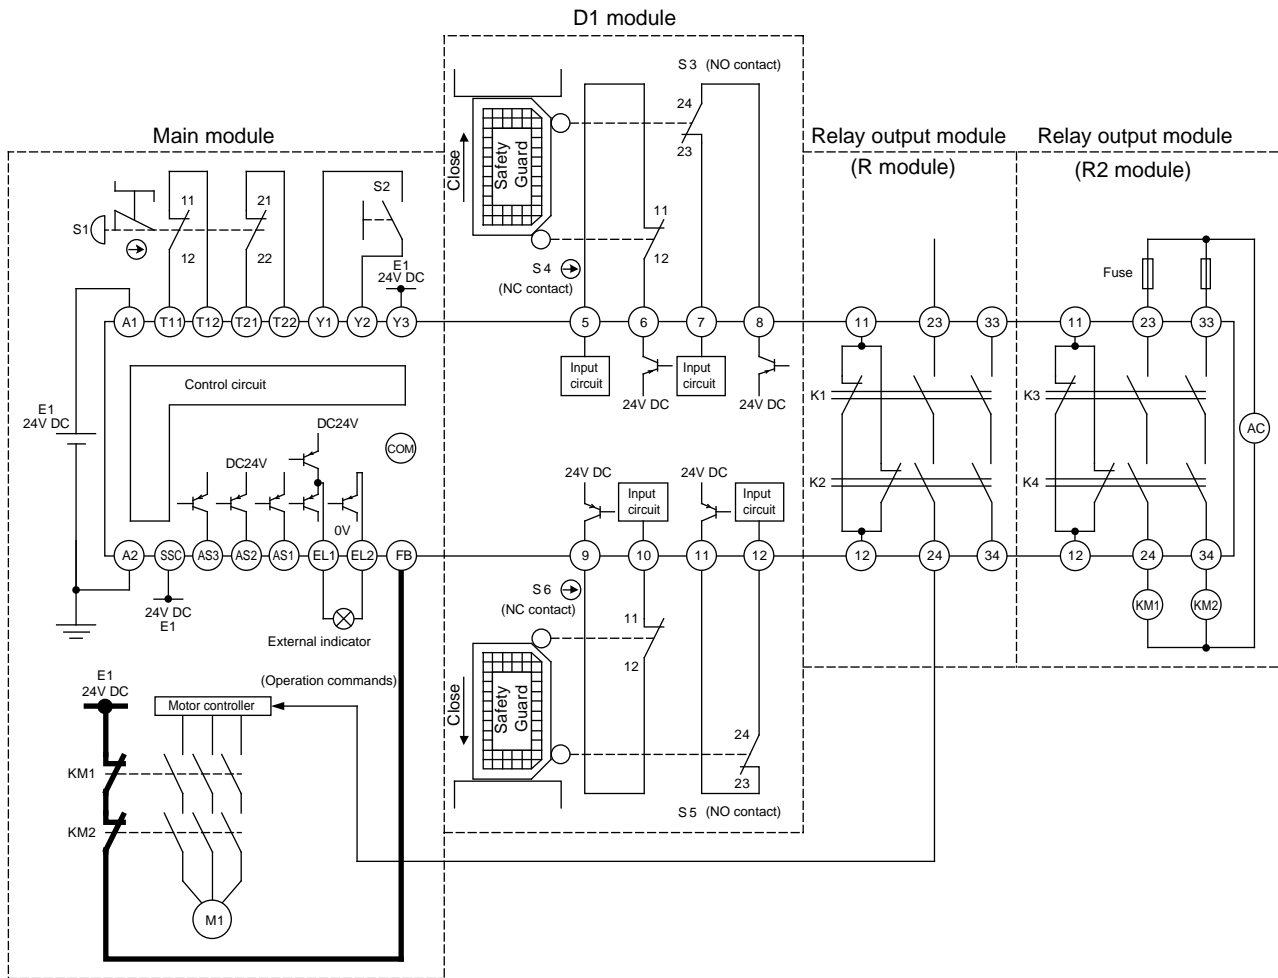 D1 module
Main module
Relay output module
(R module)
Relay output module
(R2 module)
S3 (NO contact)
24
23
Close
Safety
Guard
11
12
S4
(NC contact)
S1
11
12
21
22
S2
E1
24V DC
Fuse
A1
T11
T12
T21
T22
Y1
Y2
Y3
5
6
7
8
11
23
33
11
23
33
Input
circuit
24V DC
Input
circuit
24V DC
Control circuit
E1
24V DC
DC24V
DC24V
COM
0V
K1
K2
K3
K4
AC
24V DC
Input
circuit
24V DC
Input
circuit
A2
SSC
AS3
AS2
AS1
EL1
EL2
FB
9
10
11
12
12
24
34
12
24
34
24V DC
E1
External indicator
S6
(NC contact)
11
12
KM1
KM2
Close
Safety
Guard
24
23
S5 (NO contact)
E1
24V DC
(Operation commands)
Motor controller
KM1
KM2
M1